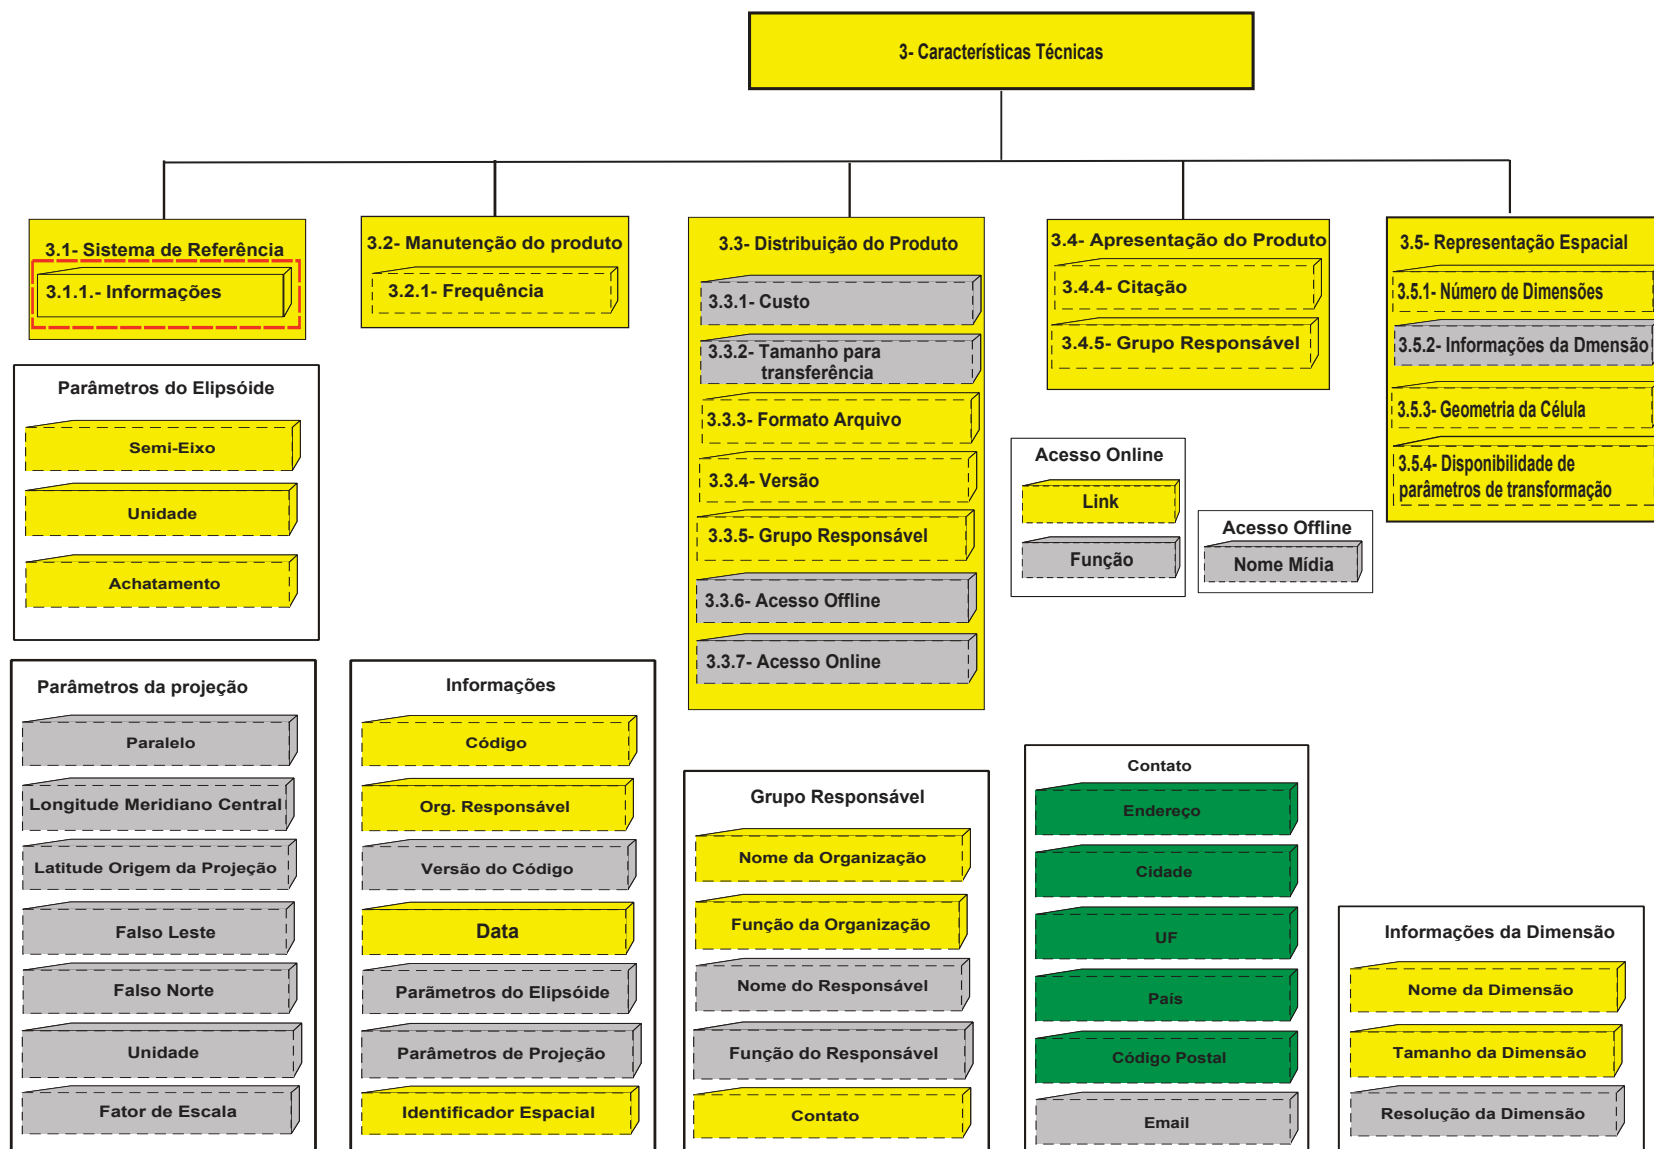 3- Características Técnicas
3.1- Sistema de Referência
3.1.1.- Informações
3.2- Manutenção do produto
3.2.1- Frequência
3.3- Distribuição do Produto
3.3.1- Custo
3.3.2- Tamanho para
transferência
3.3.3- Formato Arquivo
3.3.4- Versão
3.3.5- Grupo Responsável
3.3.6- Acesso Offline
3.3.7- Acesso Online
3.4- Apresentação do Produto
3.4.4- Citação
3.4.5- Grupo Responsável
3.5- Representação Espacial
3.5.1- Número de Dimensões
3.5.2- Informações da Dmensão
3.5.3- Geometria da Célula
3.5.4- Disponibilidade de
parâmetros de transformação
Parâmetros do Elipsóide
Semi-Eixo
Unidade
Achatamento
Acesso Online
Link
Função
Acesso Offline
Nome Mídia
Parâmetros da projeção
Paralelo
Longitude Meridiano Central
Latitude Origem da Projeção
Falso Leste
Falso Norte
Unidade
Fator de Escala
Informações
Código
Org. Responsável
Versão do Código
Data
Parãmetros do Elipsóide
Parâmetros de Projeção
Identificador Espacial
Grupo Responsável
Nome da Organização
Função da Organização
Nome do Responsável
Função do Responsável
Contato
Contato
Endereço
Cidade
UF
País
Código Postal
Email
Informações da Dimensão
Nome da Dimensão
Tamanho da Dimensão
Resolução da Dimensão